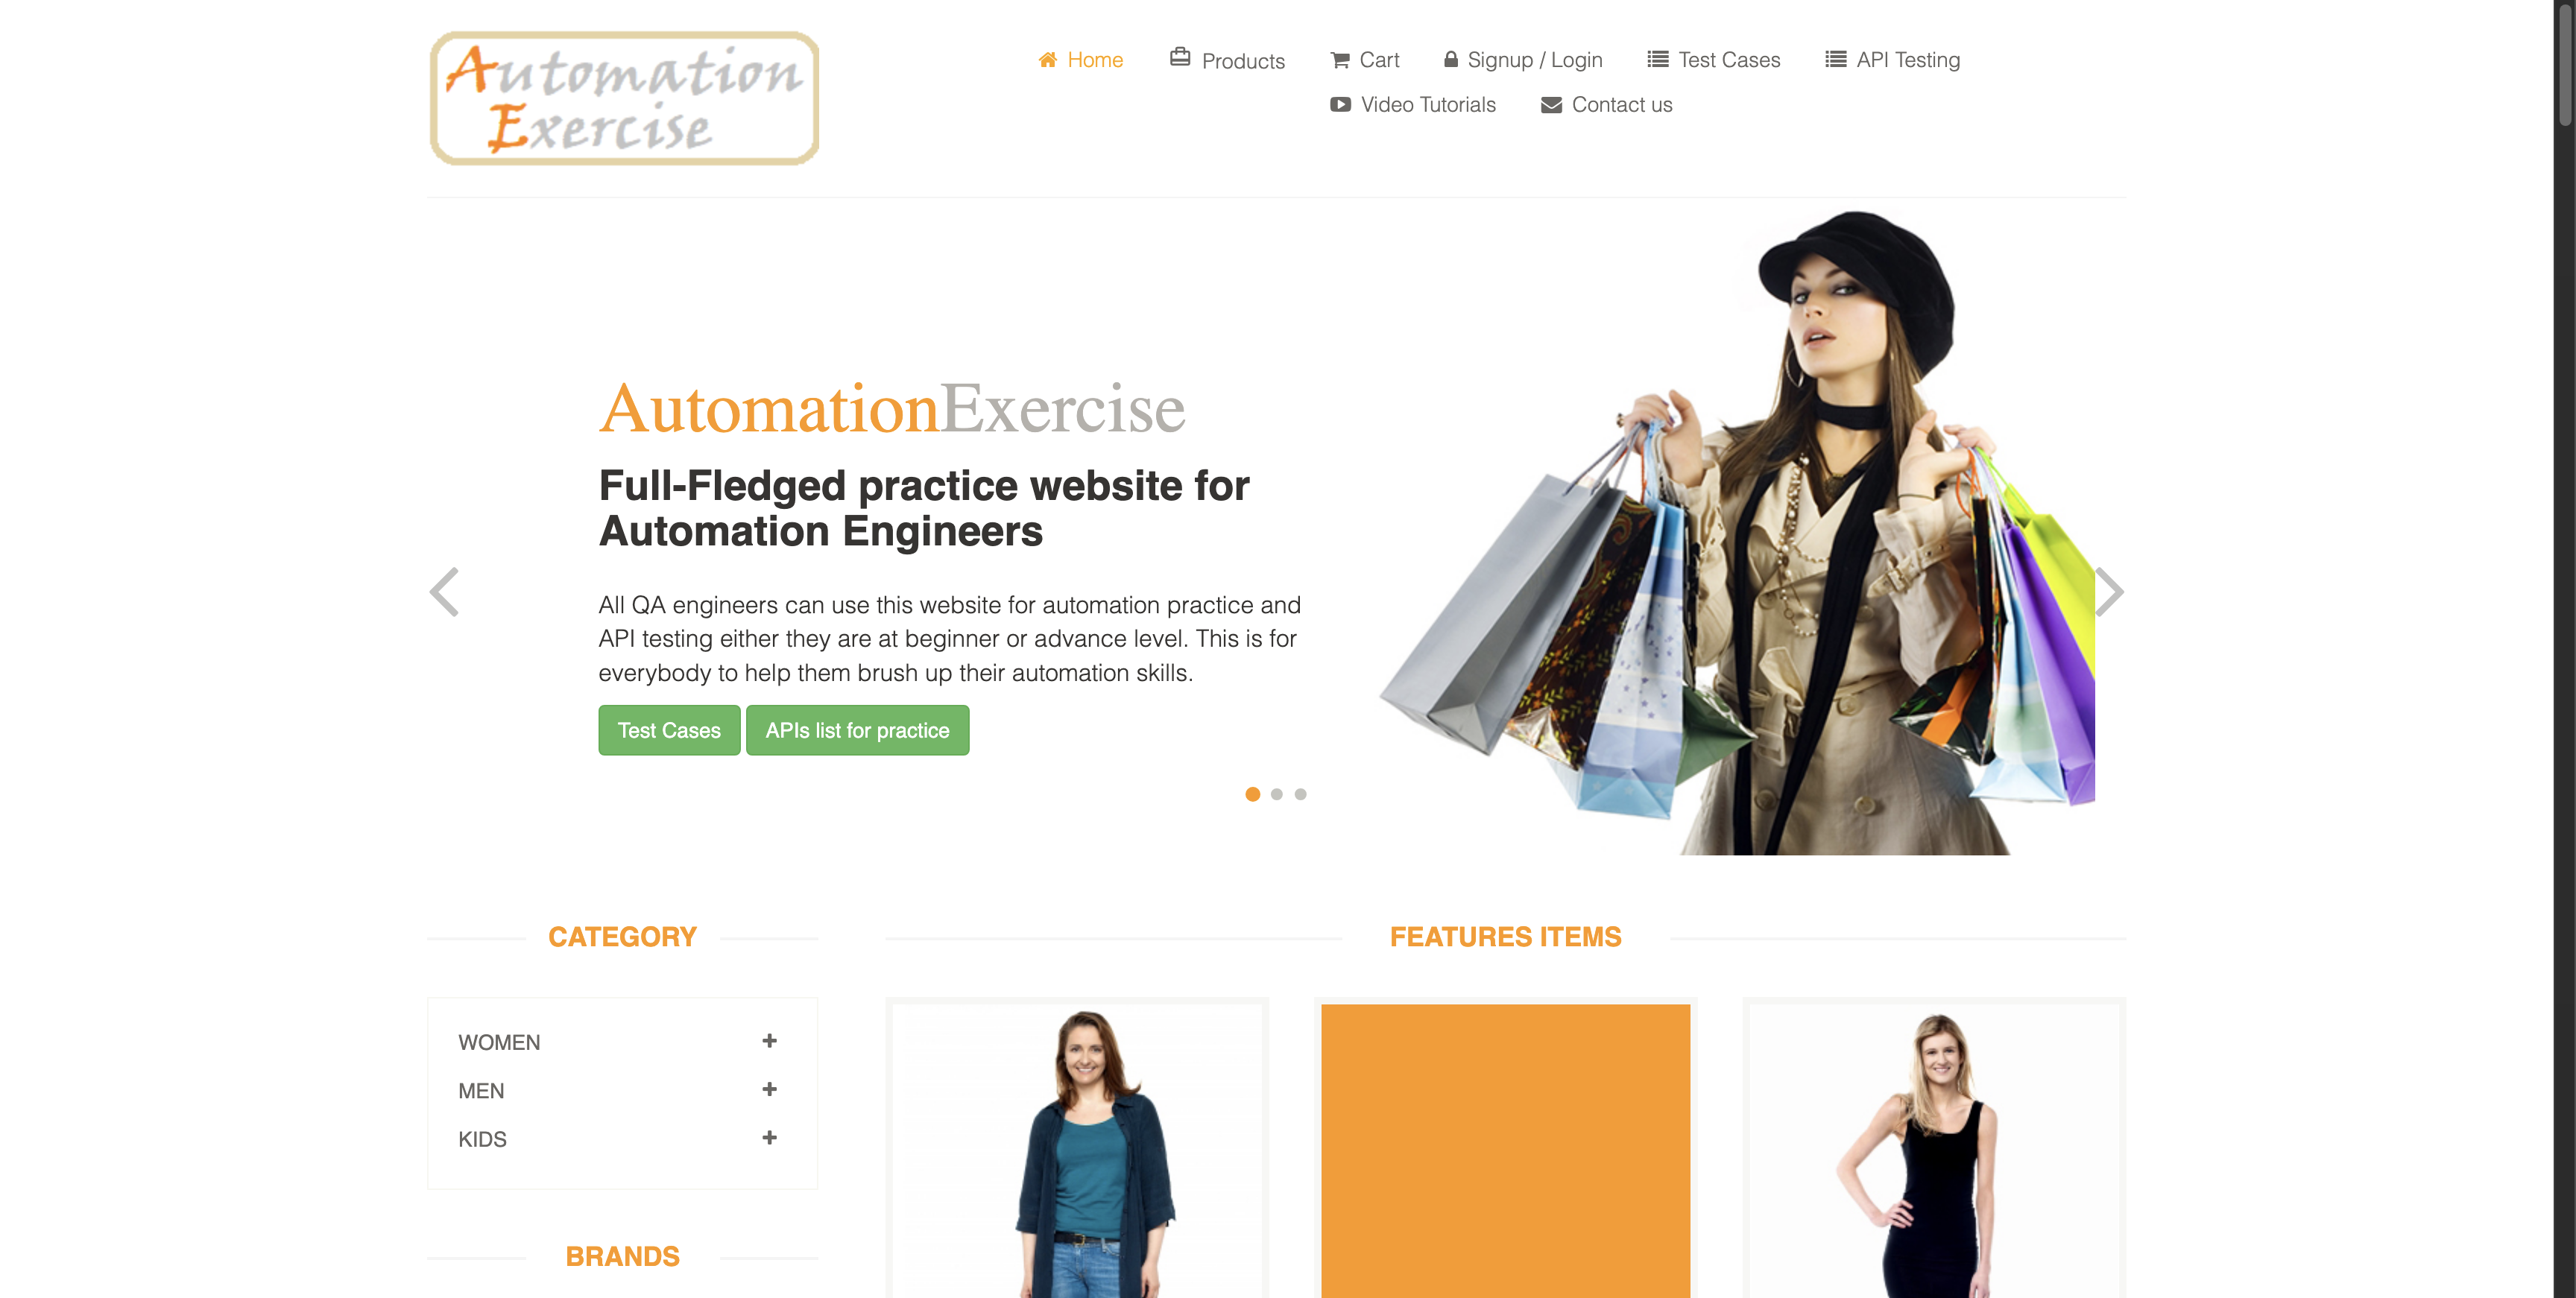 Automation
Exercise
Home Products Cart Signup / Login Test Cases API Testing
Video Tutorials Contact us
AutomationExercise
Full-Fledged practice website for
Automation Engineers
All QA engineers can use this website for automation practice and
API testing either they are at beginner or advance level. This is for
everybody to help them brush up their automation skills.
Test Cases APIs list for practice
CATEGORY
WOMEN
MEN
KIDS
BRANDS
FEATURES ITEMS